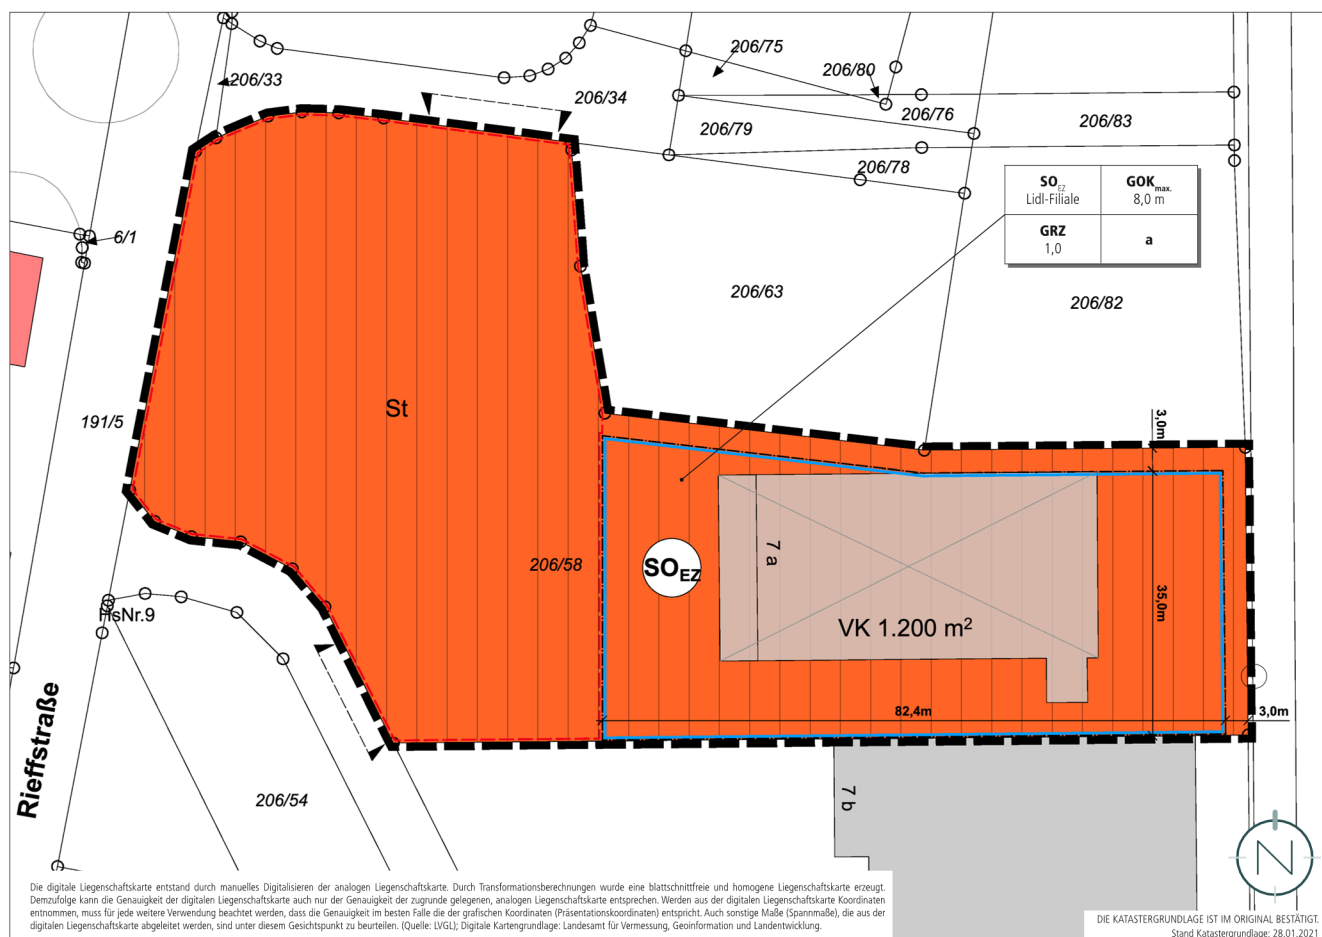 206/75
206/80
206/33
206/34
206/76
206/83
206/79
206/78
SO EZ
Lidl-Filiale
GOK max.
8,0 m
GRZ
1,0
a
6/1
206/63
206/82
191/5
St
3,0m
206/58
SO EZ
7 a
35,0m
VK 1.200 m²
HsNr.9
82,4m
3,0m
Rieffstraße
206/54
7 b
N
Die digitale Liegenschaftskarte entstand durch manuelles Digitalisieren der analogen Liegenschaftskarte. Durch Transformationsberechnungen wurde eine blattschnittfreie und homogene Liegenschaftskarte erzeugt.
Demzufolge kann die Genauigkeit der digitalen Liegenschaftskarte auch nur der Genauigkeit der zugrunde gelegenen, analogen Liegenschaftskarte entsprechen. Werden aus der digitalen Liegenschaftskarte Koordinaten
entnommen, muss für jede weitere Verwendung beachtet werden, dass die Genauigkeit im besten Falle die der grafischen Koordinaten (Präsentationskoordinaten) entspricht. Auch sonstige Maße (Spannmaße), die aus der
digitalen Liegenschaftskarte abgeleitet werden, sind unter diesem Gesichtspunkt zu beurteilen. (Quelle: LVGL); Digitale Kartengrundlage: Landesamt für Vermessung, Geoinformation und Landentwicklung.
DIE KATASTERGRUNDLAGE IST IM ORIGINAL BESTÄTIGT.
Stand Katastergrundlage: 28.01.2021